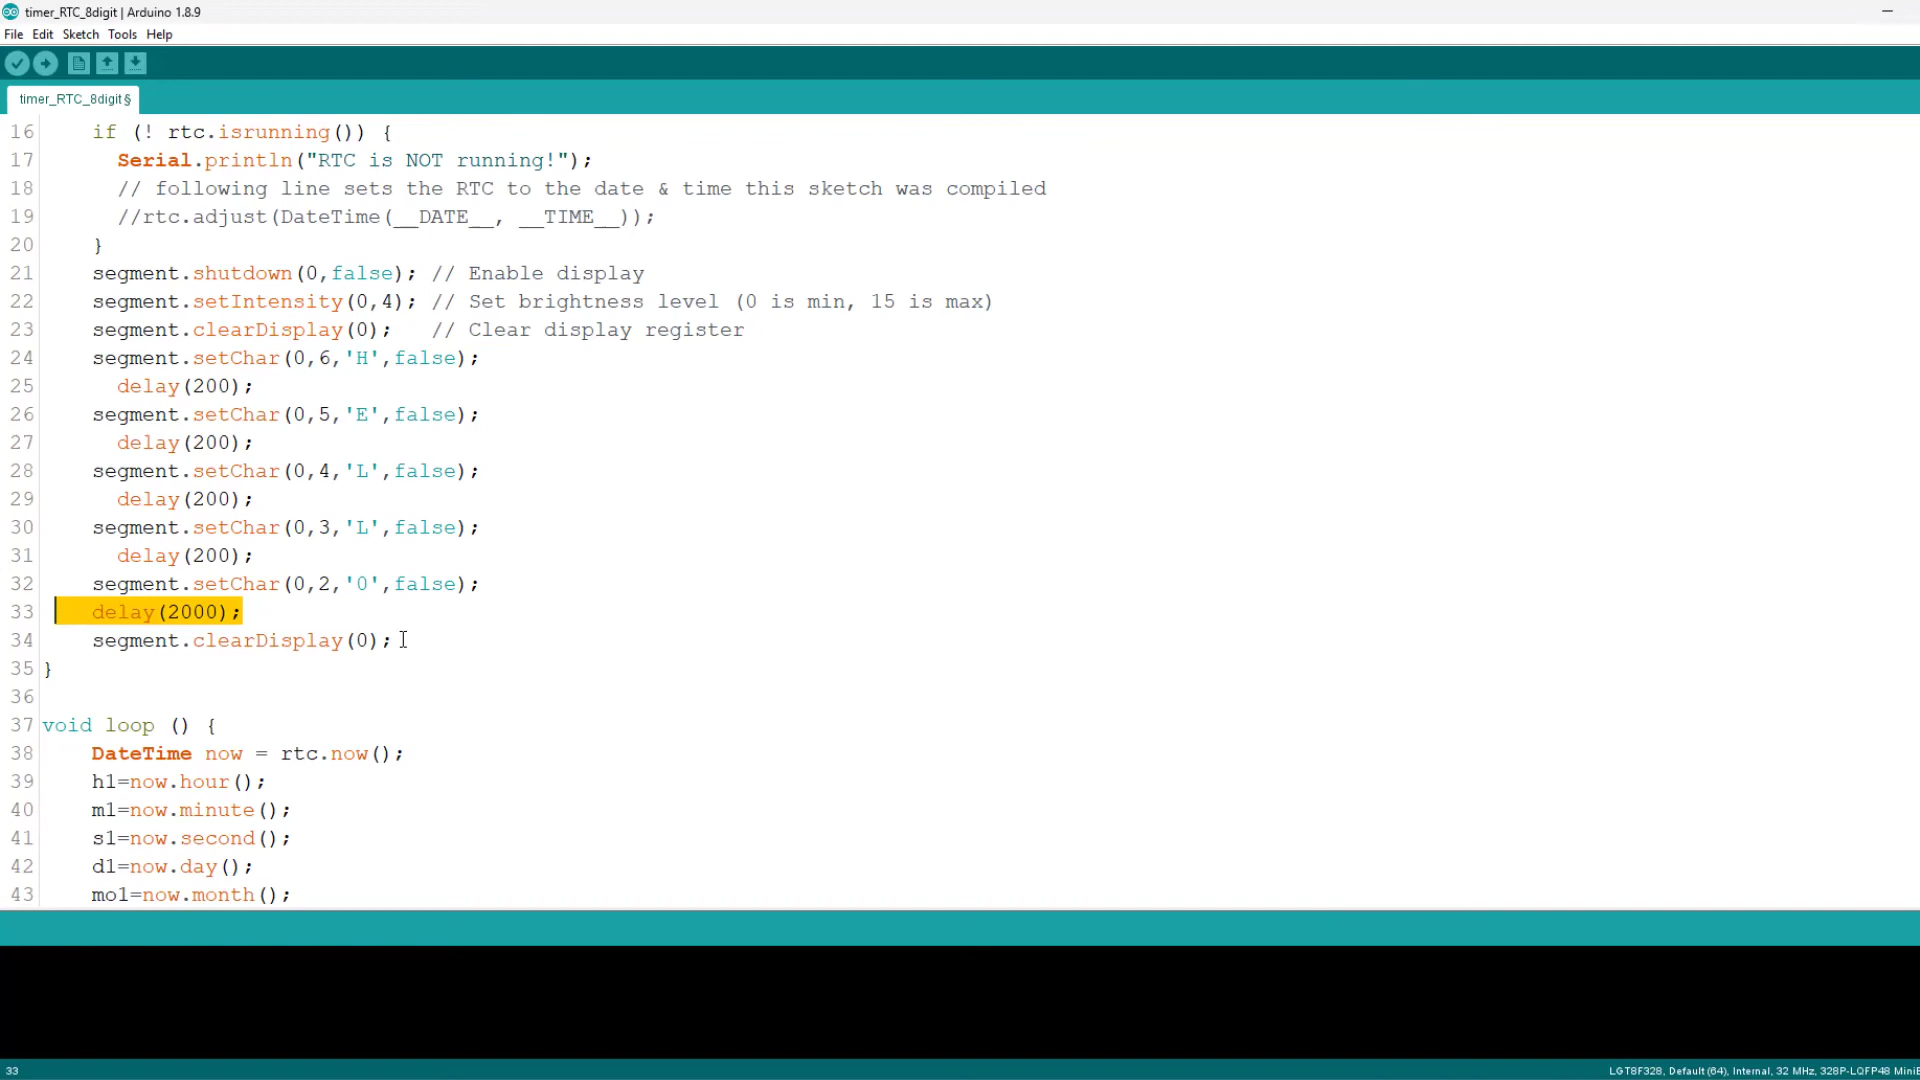 timer_RTC_8digit | Arduino 1.8.9
File Edit Sketch Tools Help
timer_RTC_8digit§
16     if (! rtc.isrunning()) {
17       Serial.println("RTC is NOT running!");
18       // following line sets the RTC to the date & time this sketch was compiled
19       //rtc.adjust(DateTime(__DATE__, __TIME__));
20     }
21     segment.shutdown(0,false); // Enable display
22     segment.setIntensity(0,4); // Set brightness level (0 is min, 15 is max)
23     segment.clearDisplay(0);   // Clear display register
24     segment.setChar(0,6,'H',false);
25       delay(200);
26     segment.setChar(0,5,'E',false);
27       delay(200);
28     segment.setChar(0,4,'L',false);
29       delay(200);
30     segment.setChar(0,3,'L',false);
31       delay(200);
32     segment.setChar(0,2,'0',false);
33     delay(2000);
34     segment.clearDisplay(0);
35 }
36
37 void loop () {
38     DateTime now = rtc.now();
39     h1=now.hour();
40     m1=now.minute();
41     s1=now.second();
42     d1=now.day();
43     mo1=now.month();
33 LGT8F328, Default (64), Internal, 32 MHz, 328P-LQFP48 MiniE